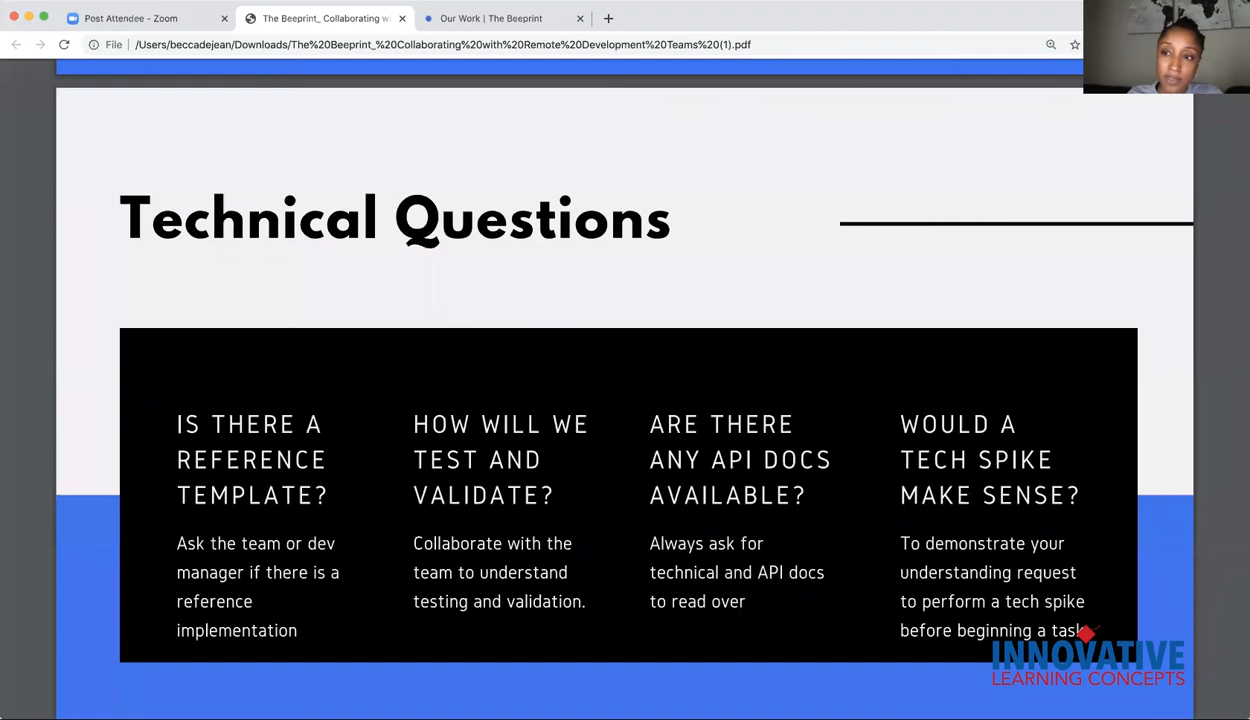 Post Attendee - Zoom
The Beeprint_ Collaborating w
Our Work | The Beeprint
File
/Users/beccadejean/Downloads/The%20Beeprint_%20Collaborating%20with%20Remote%20Development%20Teams%20(1).pdf
Technical Questions
IS THERE A
REFERENCE
TEMPLATE?
Ask the team or dev
manager if there is a
reference
implementation
HOW WILL WE
TEST AND
VALIDATE?
Collaborate with the
team to understand
testing and validation.
ARE THERE
ANY API DOCS
AVAILABLE?
Always ask for
technical and API docs
to read over
WOULD A
TECH SPIKE
MAKE SENSE?
To demonstrate your
understanding request
to perform a tech spike
before beginning a task
INNOVATIVE
LEARNING CONCEPTS